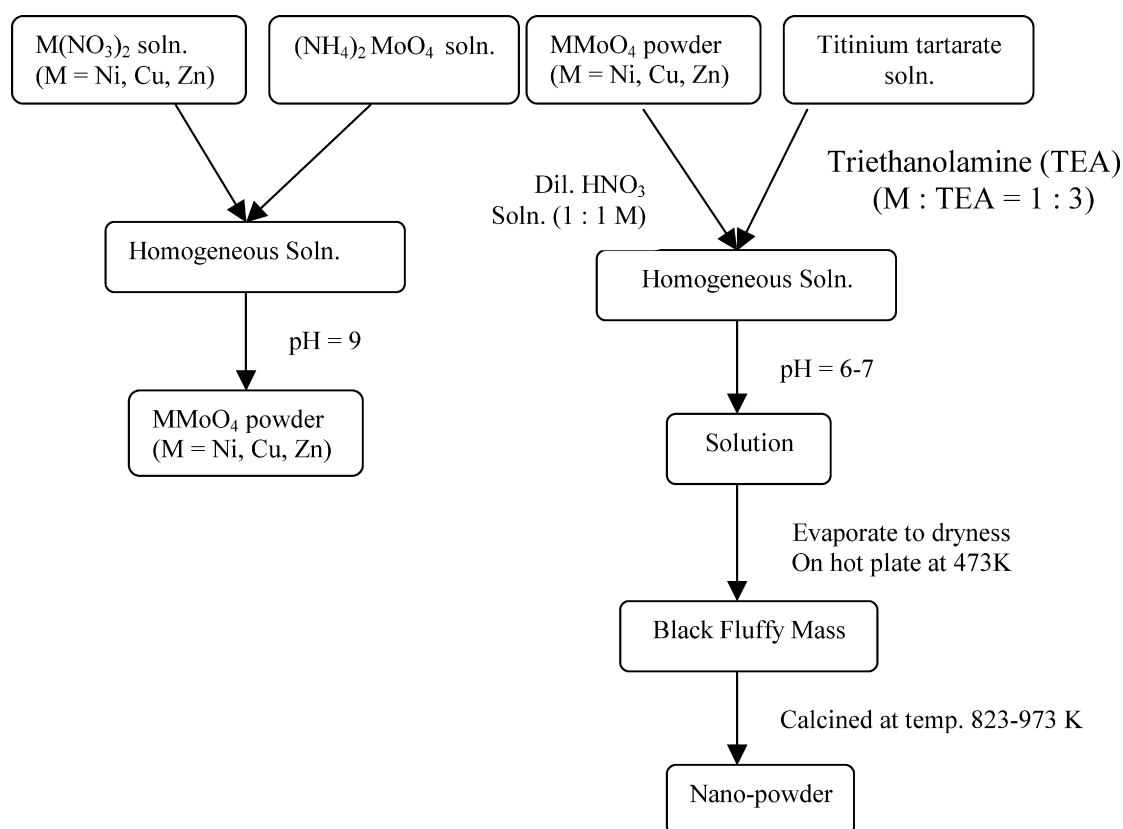 M(NO₃)₂ soln.
(M = Ni, Cu, Zn)
(NH₄)₂ MoO₄ soln.
Homogeneous Soln.
pH = 9
MMoO₄ powder
(M = Ni, Cu, Zn)
MMoO₄ powder
(M = Ni, Cu, Zn)
Titinium tartarate
soln.
Dil. HNO₃
Soln. (1 : 1 M)
Triethanolamine (TEA)
(M : TEA = 1 : 3)
Homogeneous Soln.
pH = 6-7
Solution
Evaporate to dryness
On hot plate at 473K
Black Fluffy Mass
Calcined at temp. 823-973 K
Nano-powder